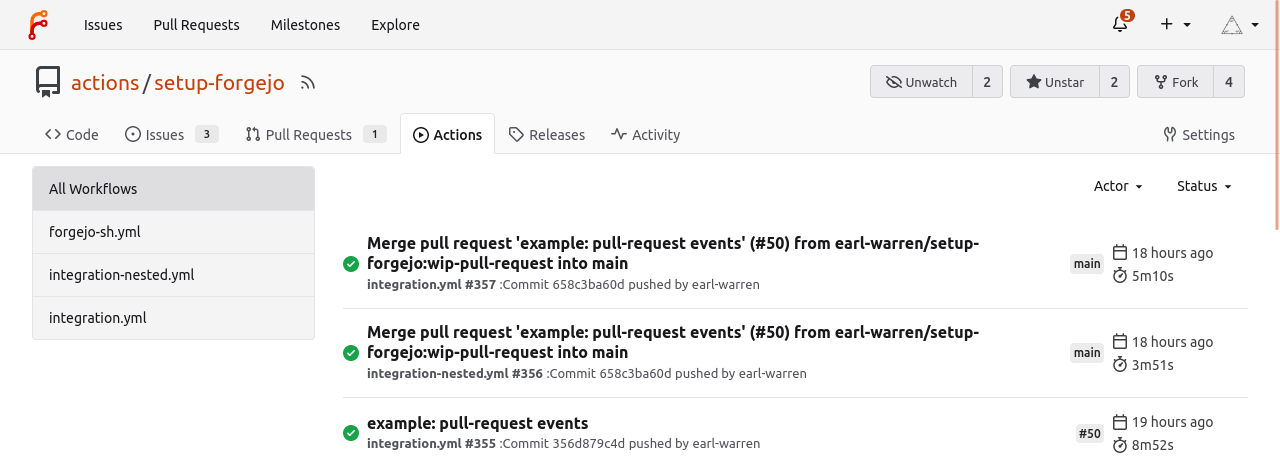 Issues Pull Requests Milestones Explore 5
actions / setup-forgejo Unwatch 2 Unstar 2 Fork 4
Code Issues 3 Pull Requests 1 Actions Releases Activity Settings
All Workflows
forgejo-sh.yml
integration-nested.yml
integration.yml
Actor Status
Merge pull request 'example: pull-request events' (#50) from earl-warren/setup-
forgejo:wip-pull-request into main
integration.yml #357 :Commit 658c3ba60d pushed by earl-warren
main
18 hours ago
5m10s
Merge pull request 'example: pull-request events' (#50) from earl-warren/setup-
forgejo:wip-pull-request into main
integration-nested.yml #356 :Commit 658c3ba60d pushed by earl-warren
main
18 hours ago
3m51s
example: pull-request events
integration.yml #355 :Commit 356d879c4d pushed by earl-warren
#50
19 hours ago
8m52s